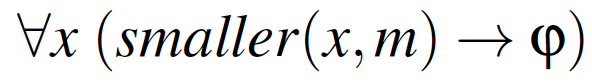 ∀x (smaller(x, m) → φ)